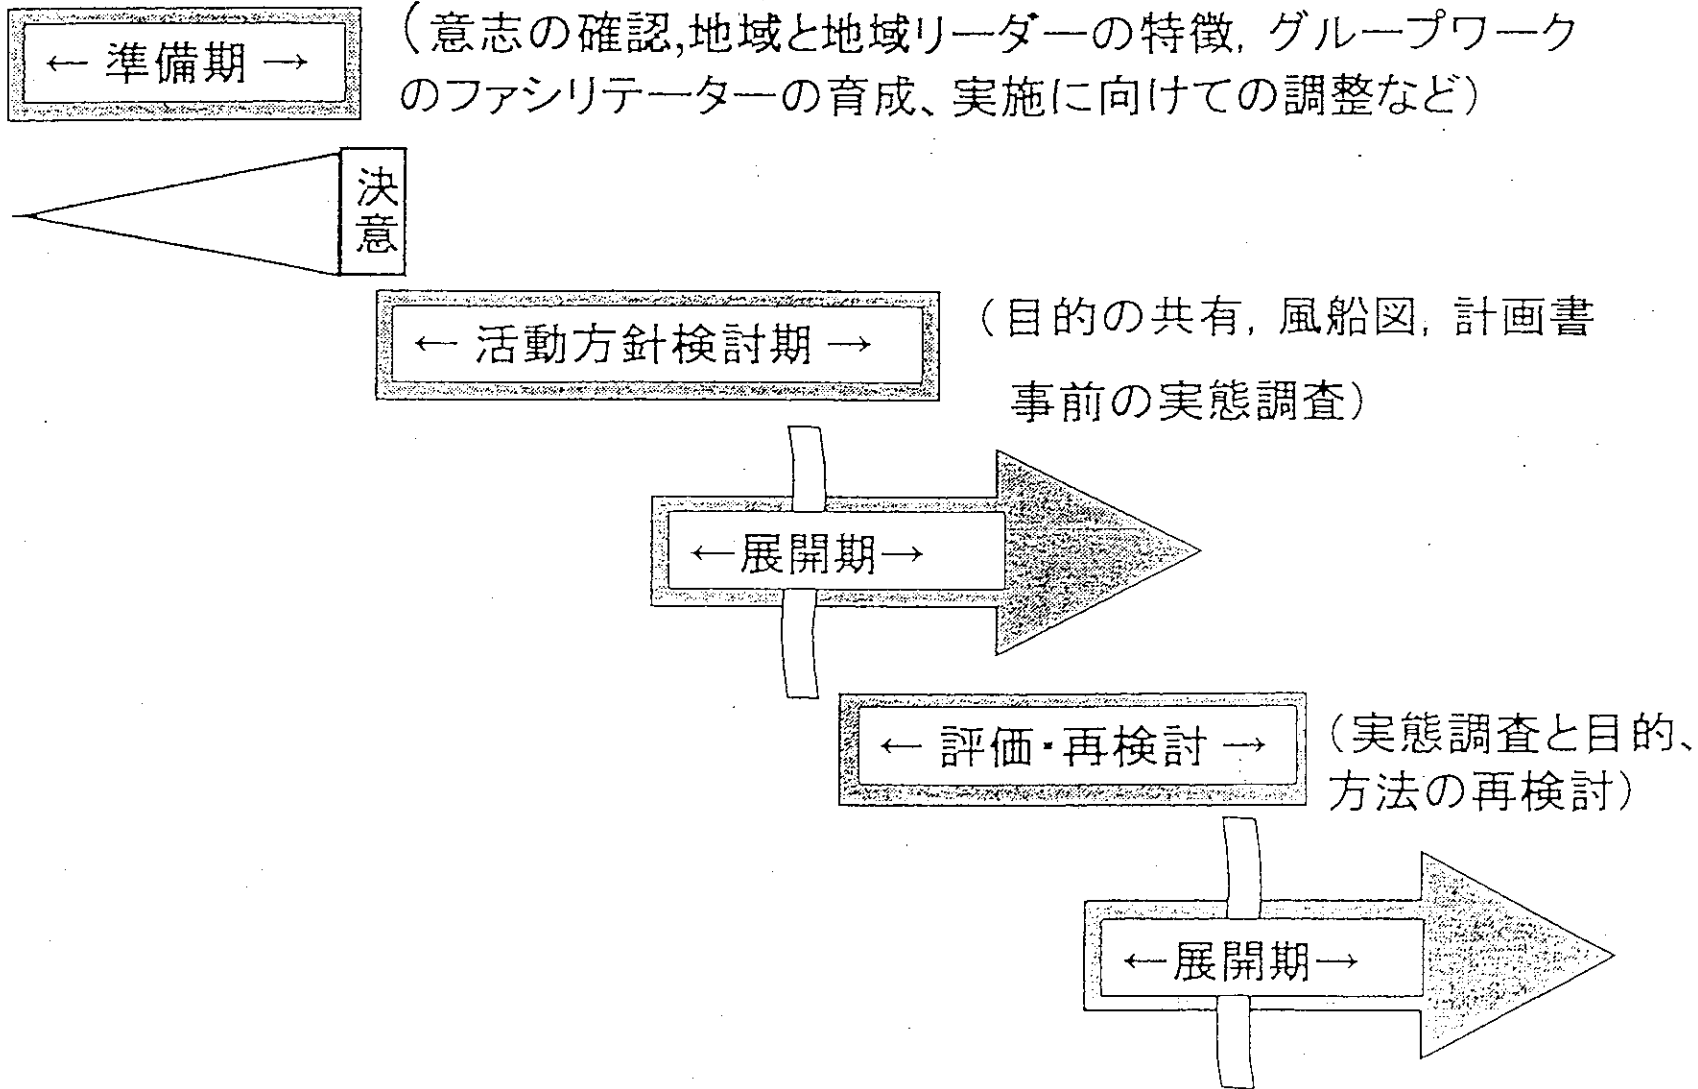 ← 準備期 →
（意志の確認,地域と地域リーダーの特徴, グループワーク
のファシリテーターの育成、実施に向けての調整など）
決意
← 活動方針検討期 →
（目的の共有, 風船図, 計画書
事前の実態調査）
←展開期→
← 評価・再検討 →
（実態調査と目的、
方法の再検討）
←展開期→